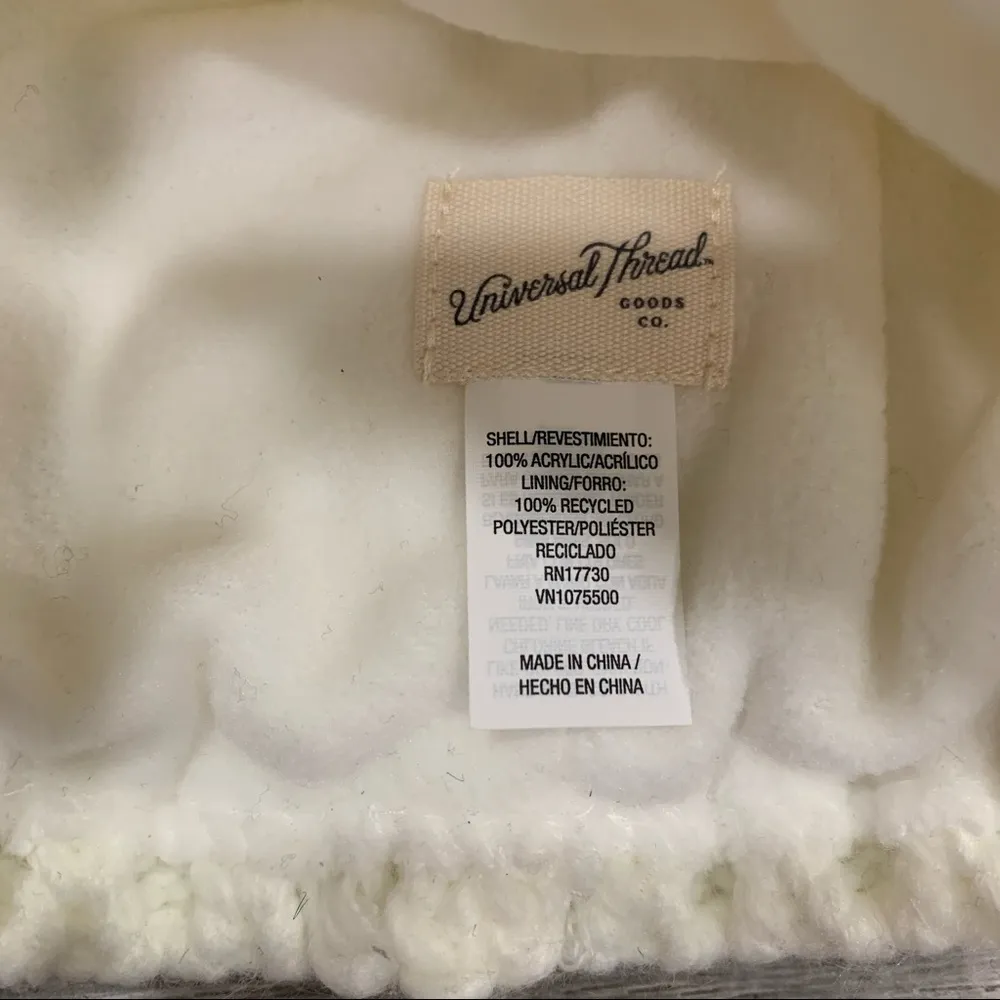 Universal Thread™
GOODS
CO.
SHELL/REVESTIMIENTO:
100% ACRYLIC/ACRÍLICO
LINING/FORRO:
100% RECYCLED
POLYESTER/POLIÉSTER
RECICLADO
RN17730
VN1075500
MADE IN CHINA /
HECHO EN CHINA